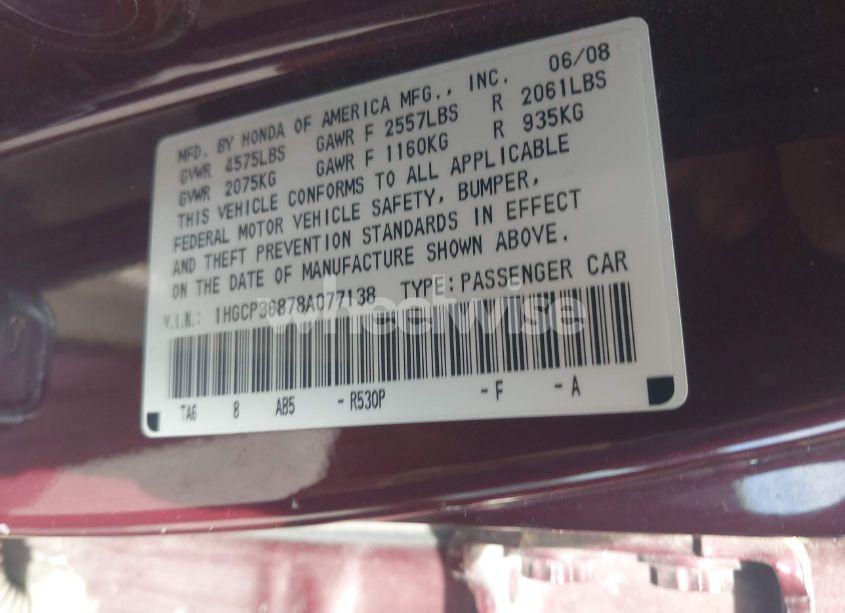 06/08
MFD. BY HONDA OF AMERICA MFG., INC.
GVWR 4575LBS GAWR F 2557LBS R 2061LBS
GVWR 2075KG GAWR F 1160KG R 935KG
THIS VEHICLE CONFORMS TO ALL APPLICABLE
FEDERAL MOTOR VEHICLE SAFETY, BUMPER,
AND THEFT PREVENTION STANDARDS IN EFFECT
ON THE DATE OF MANUFACTURE SHOWN ABOVE.
V.I.N.: 1HGCP36878A077138 TYPE:PASSENGER CAR
wheelwise
TA6 8 AB5 -R530P -F -A